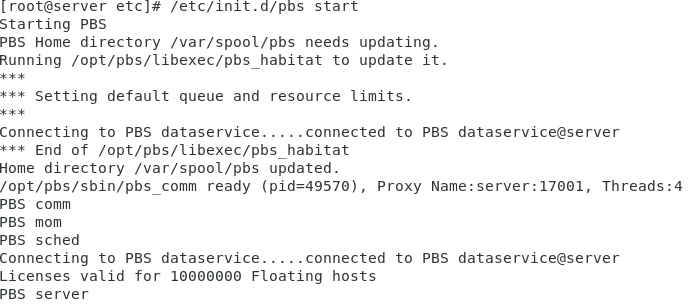 [root@server etc]# /etc/init.d/pbs start
Starting PBS
PBS Home directory /var/spool/pbs needs updating.
Running /opt/pbs/libexec/pbs_habitat to update it.
***
*** Setting default queue and resource limits.
***
Connecting to PBS dataservice.....connected to PBS dataservice@server
*** End of /opt/pbs/libexec/pbs_habitat
Home directory /var/spool/pbs updated.
/opt/pbs/sbin/pbs_comm ready (pid=49570), Proxy Name:server:17001, Threads:4
PBS comm
PBS mom
PBS sched
Connecting to PBS dataservice.....connected to PBS dataservice@server
Licenses valid for 10000000 Floating hosts
PBS server